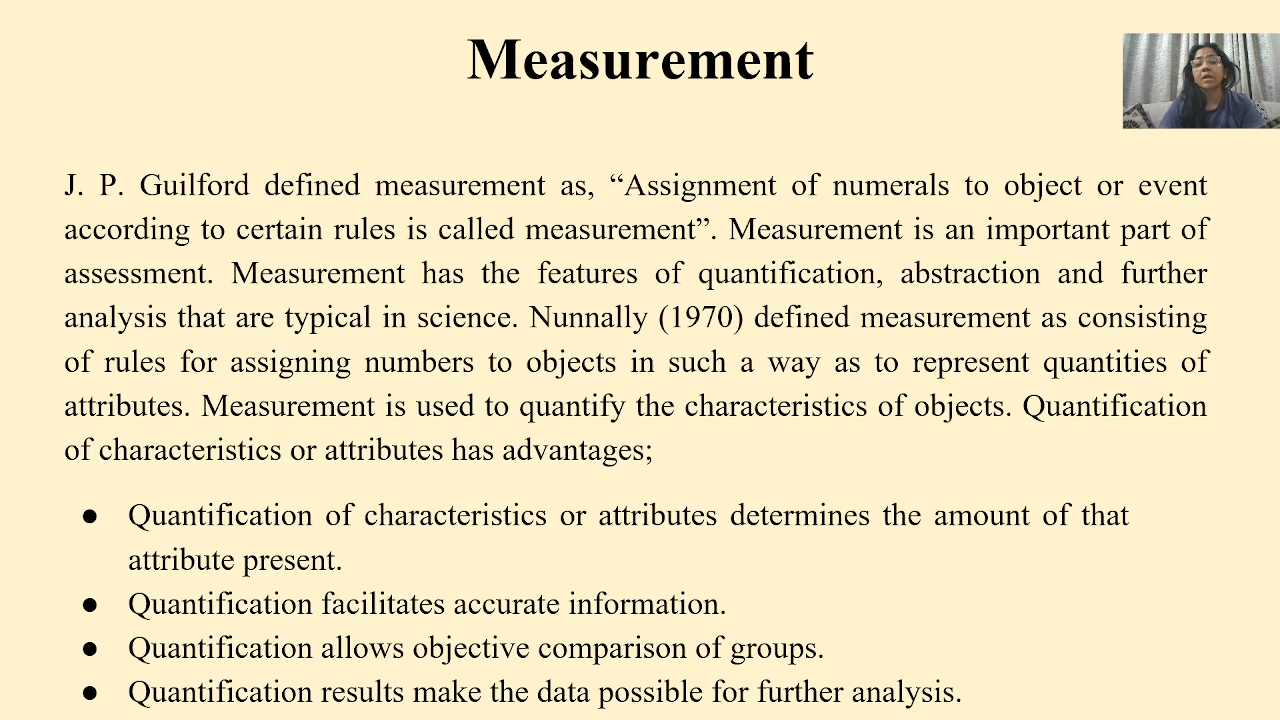 Measurement
J. P. Guilford defined measurement as, “Assignment of numerals to object or event
according to certain rules is called measurement”. Measurement is an important part of
assessment. Measurement has the features of quantification, abstraction and further
analysis that are typical in science. Nunnally (1970) defined measurement as consisting
of rules for assigning numbers to objects in such a way as to represent quantities of
attributes. Measurement is used to quantify the characteristics of objects. Quantification
of characteristics or attributes has advantages;
● Quantification of characteristics or attributes determines the amount of that
attribute present.
● Quantification facilitates accurate information.
● Quantification allows objective comparison of groups.
● Quantification results make the data possible for further analysis.